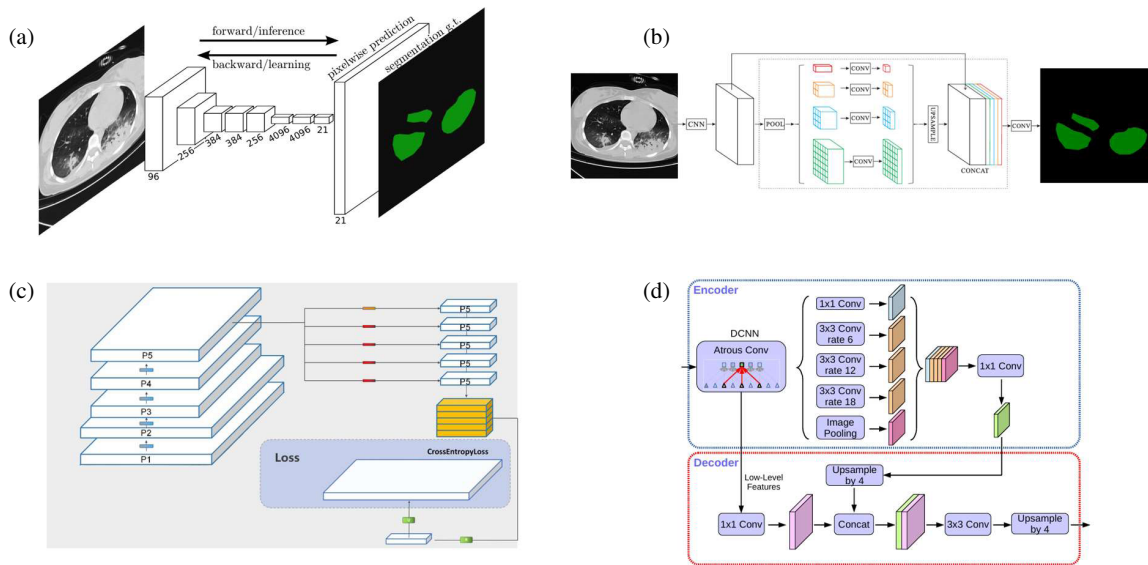 (a)
forward/inference
backward/learning
pixelwise prediction
segmentation g.t.
96
256
384
384
256
4096
4096
21
21
(b)
CNN
POOL
CONV
CONV
CONV
CONV
UPSAMPLE
CONCAT
CONV
(c)
P5
P4
P3
P2
P1
P5
P5
P5
P5
P5
Loss
CrossEntropyLoss
(d)
Encoder
DCNN
Atrous Conv
1x1 Conv
3x3 Conv
rate 6
3x3 Conv
rate 12
3x3 Conv
rate 18
Image
Pooling
1x1 Conv
Decoder
Low-Level
Features
Upsample
by 4
1x1 Conv
Concat
3x3 Conv
Upsample
by 4